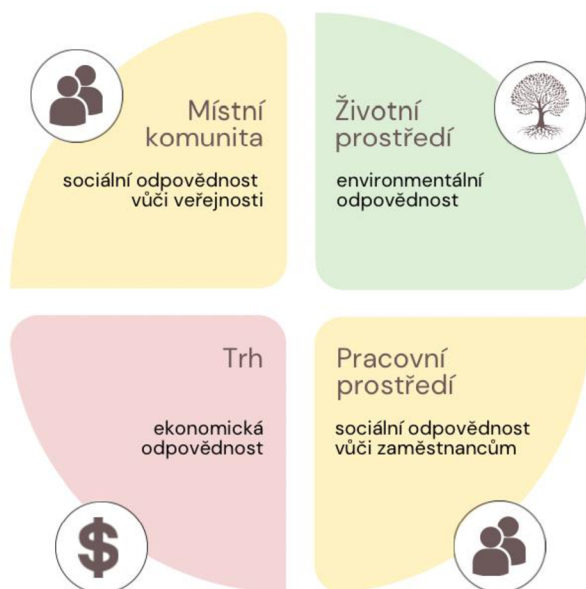 Místní
komunita
sociální odpovědnost
vůči veřejnosti
Životní
prostředí
environmentální
odpovědnost
Trh
ekonomická
odpovědnost
Pracovní
prostředí
sociální odpovědnost
vůči zaměstnancům
$